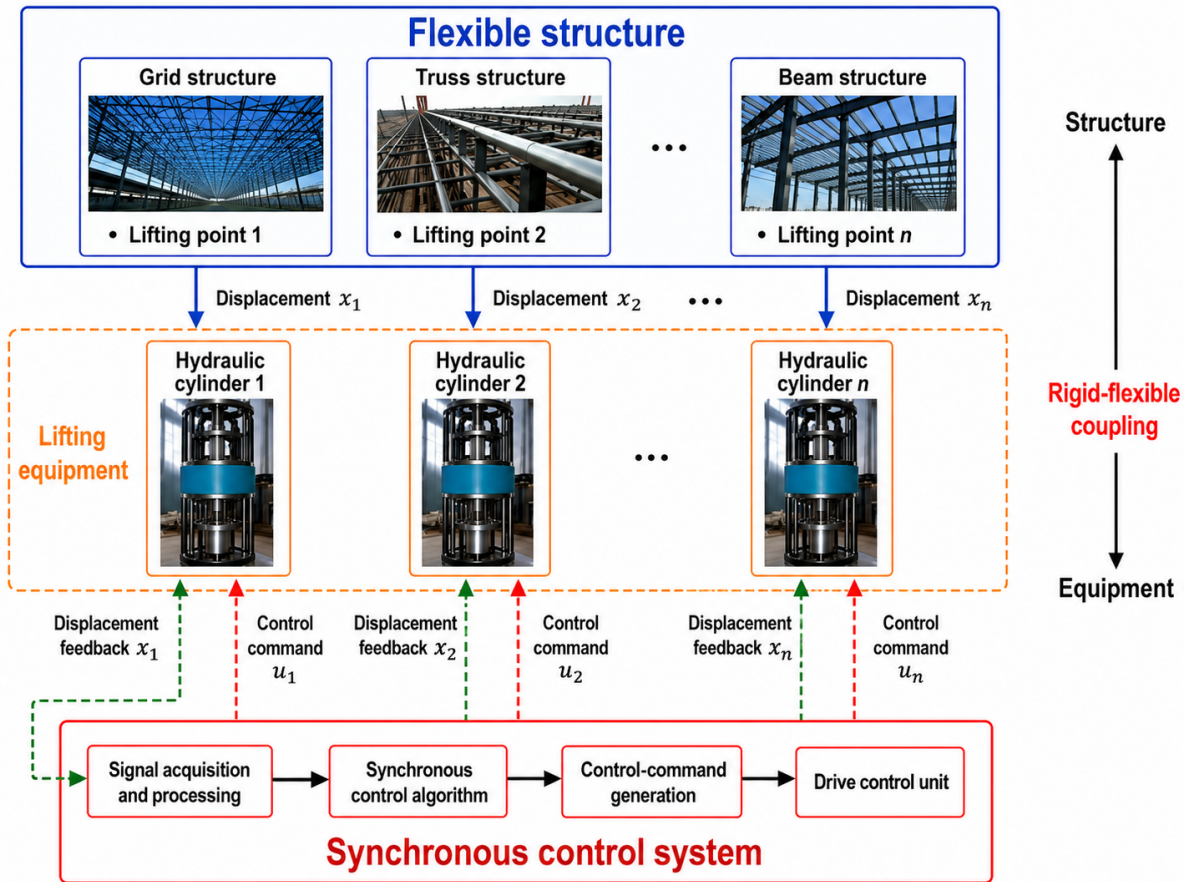 Flexible structure
Grid structure
Truss structure
Beam structure
...
• Lifting point 1
• Lifting point 2
• Lifting point n
Structure
Displacement x₁
Displacement x₂
...
Displacement xₙ
Hydraulic
cylinder 1
Hydraulic
cylinder 2
Hydraulic
cylinder n
Lifting
equipment
...
Rigid-flexible
coupling
Equipment
Displacement
feedback x₁
Control
command
u₁
Displacement
feedback x₂
Control
command
u₂
Displacement
feedback xₙ
Control
command
uₙ
Signal acquisition
and processing
Synchronous
control algorithm
Control-command
generation
Drive control unit
Synchronous control system